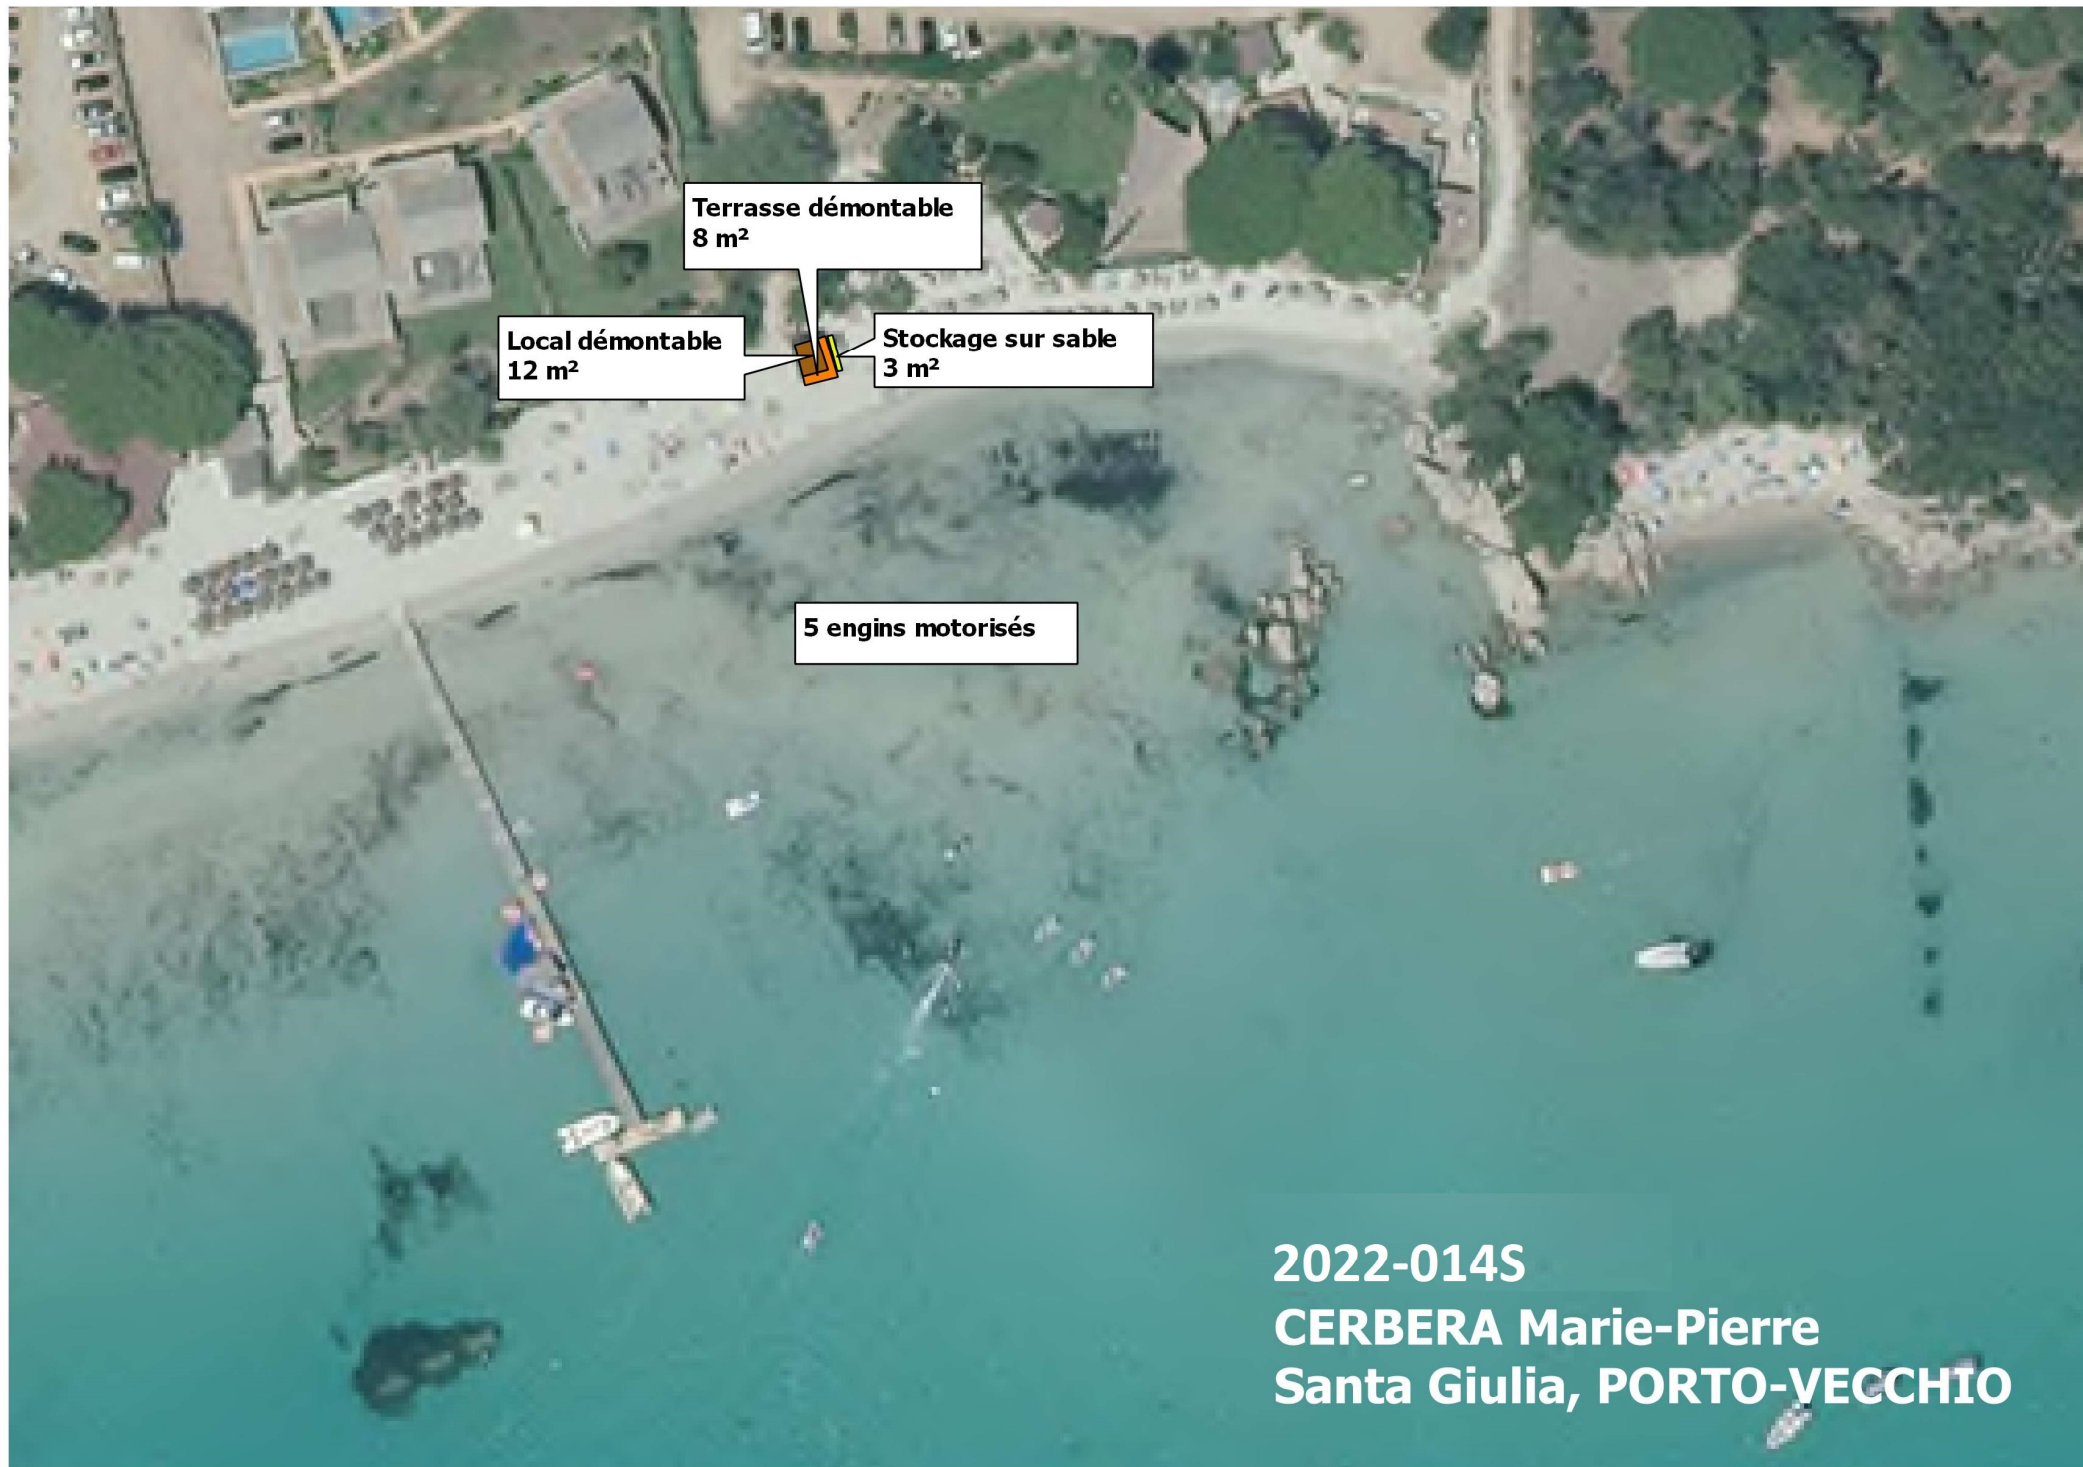 Terrasse démontable
8 m²
Local démontable
12 m²
Stockage sur sable
3 m²
5 engins motorisés
2022-014S
CERBERA Marie-Pierre
Santa Giulia, PORTO-VECCHIO